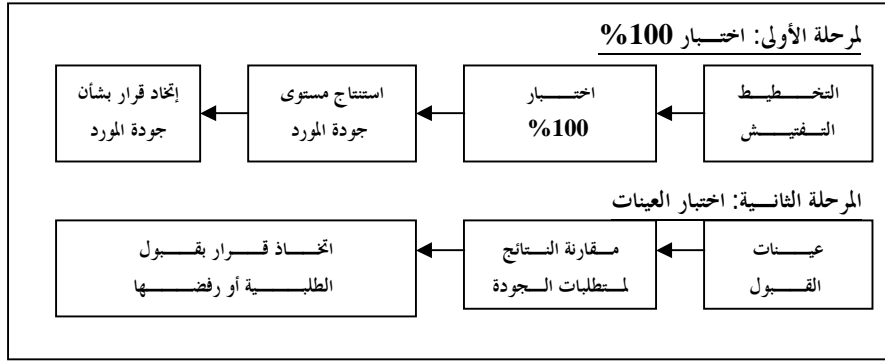 لمرحلة الأولى: اختبار 100%
التخطيط
التفتيش
اختبار
100%
استنتاج مستوى
جودة المورد
إتخاد قرار بشأن
جودة المورد
المرحلة الثانية: اختبار العينات
عينات
القبول
مقارنة النتائج
لمتطلبات الجودة
اتخاذ قرار بقبول
الطلبية أو رفضها